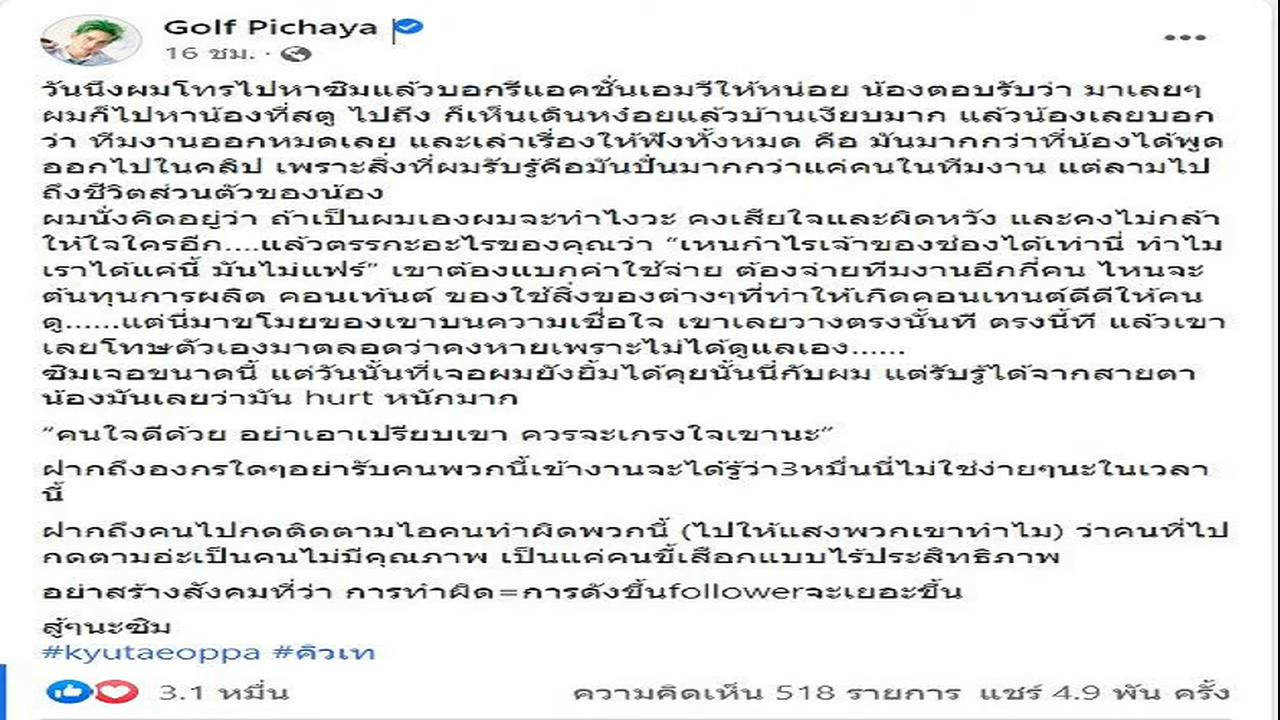 Golf Pichaya
16 ชม. ·
วันนึงผมโทรไปหาซิมแล้วบอกรีแอคชั่นเอมวีให้หน่อย น้องตอบรับว่า มาเลยๆ
ผมก็ไปหาน้องที่สตู ไปถึง ก็เห็นเดินหง๋อยแล้วบ้านเงียบมาก แล้วน้องเลยบอก
ว่า ทีมงานออกหมดเลย และเล่าเรื่องให้ฟังทั้งหมด คือ มันมากกว่าที่น้องได้พูด
ออกไปในคลิป เพราะสิ่งที่ผมรับรู้คือมันปั่นมากกว่าแค่คนในทีมงาน แต่ลามไป
ถึงชีวิตส่วนตัวของน้อง
ผมนั่งคิดอยู่ว่า ถ้าเป็นผมเองผมจะทำไงวะ คงเสียใจและผิดหวัง และคงไม่กล้า
ให้ใจใครอีก....แล้วตรรกะอะไรของคุณว่า “เหนกำไรเจ้าของช่องได้เท่านี่ ทำไม
เราได้แค่นี้ มันไม่แฟร์” เขาต้องแบกค่าใช้จ่าย ต้องจ่ายทีมงานอีกกี่คน ไหนจะ
ต้นทุนการผลิต คอนเท้นต์ ของใช้สิ่งของต่างๆที่ทำให้เกิดคอนเทนต์ดีดีให้คน
ดู......แต่นี่มาขโมยของเขาบนความเชื่อใจ เขาเลยวางตรงนั้นที ตรงนี้ที แล้วเขา
เลยโทษตัวเองมาตลอดว่าคงหายเพราะไม่ได้ดูแลเอง......
ซิมเจอขนาดนี้ แต่วันนั้นที่เจอผมยังยิ้มได้คุยนั้นนี่กับผม แต่รับรู้ได้จากสายตา
น้องมันเลยว่ามัน hurt หนักมาก
“คนใจดีด้วย อย่าเอาเปรียบเขา ควรจะเกรงใจเขานะ”
ฝากถึงองกรใดๆอย่ารับคนพวกนี้เข้างานจะได้รู้ว่า3หมื่นนี่ไม่ใช่ง่ายๆนะในเวลา
นี้
ฝากถึงคนไปกดติดตามไอคนทำผิดพวกนี้ (ไปให้แสงพวกเขาทำไม) ว่าคนที่ไป
กดตามอ่ะเป็นคนไม่มีคุณภาพ เป็นแค่คนขี้เสือกแบบไร้ประสิทธิภาพ
อย่าสร้างสังคมที่ว่า การทำผิด=การดังขึ้นfollowerจะเยอะขึ้น
สู้ๆนะซิม
#kyutaeoppa #คิวเท
3.1 หมื่น ความคิดเห็น 518 รายการ แชร์ 4.9 พัน ครั้ง